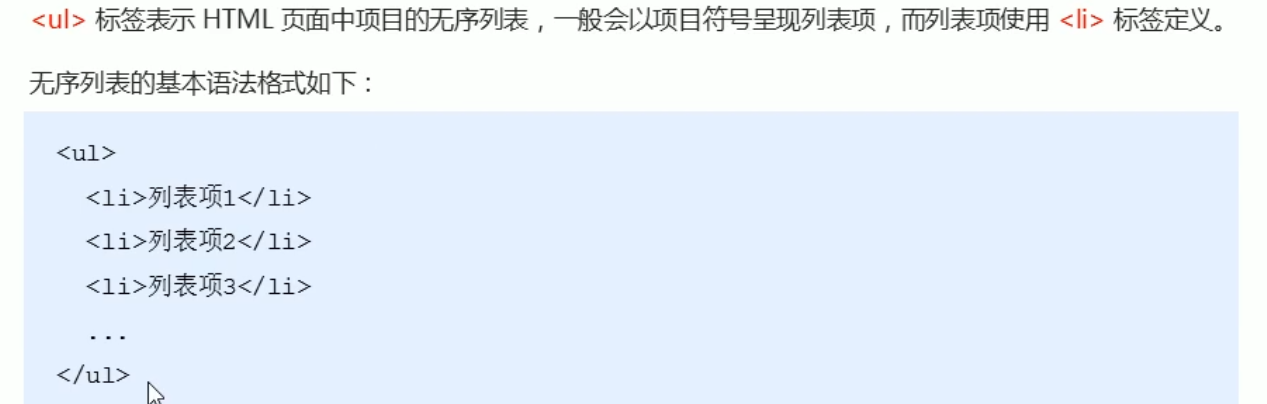 <ul> 标签表示 HTML 页面中项目的无序列表，一般会以项目符号呈现列表项，而列表项使用 <li> 标签定义。
无序列表的基本语法格式如下：
<ul>
<li>列表项1</li>
<li>列表项2</li>
<li>列表项3</li>
...
</ul>